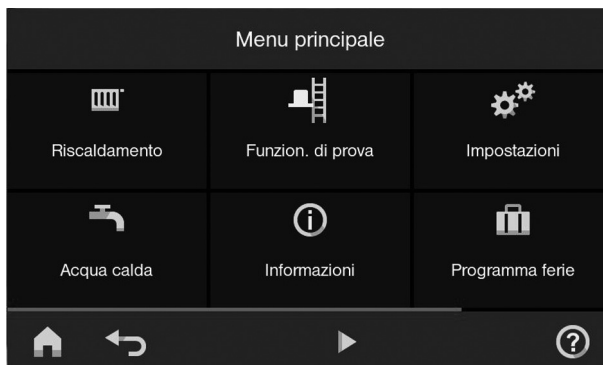 Menu principale
Riscaldamento
Funzion. di prova
Impostazioni
Acqua calda
Informazioni
Programma ferie